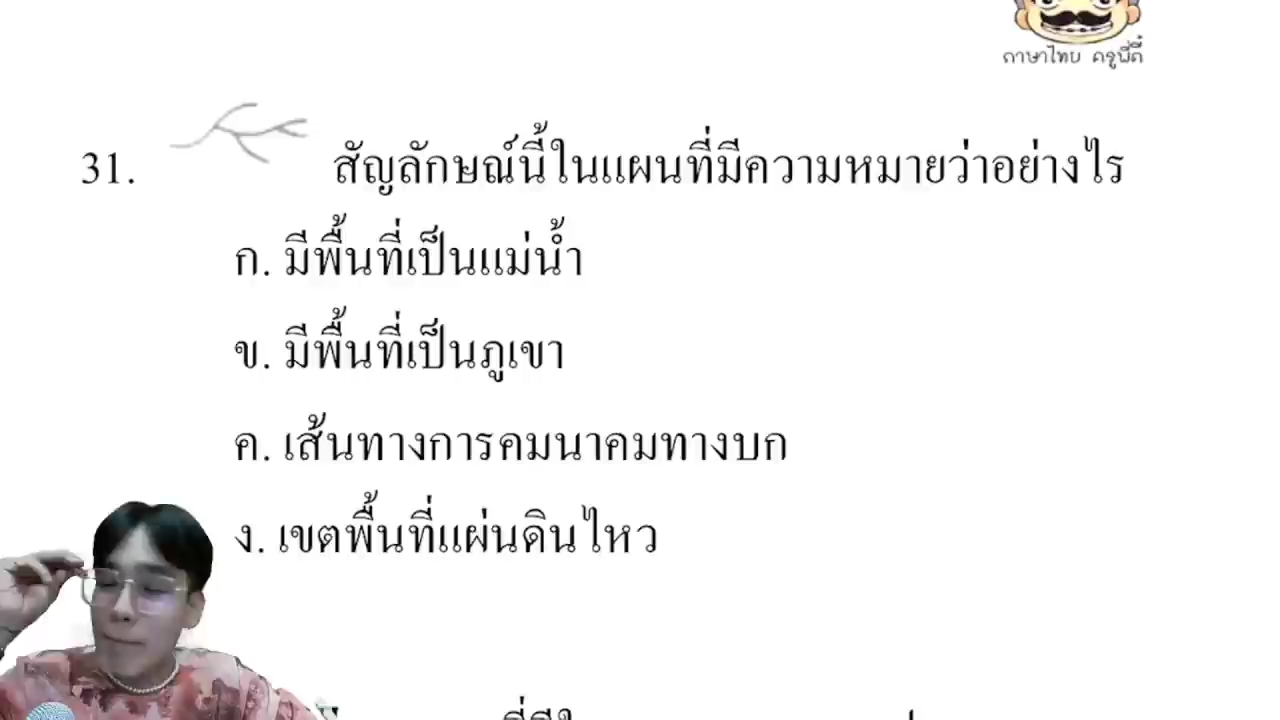 ภาษาไทย ครูพี่ดี้
31. สัญลักษณ์นี้ในแผนที่มีความหมายว่าอย่างไร
ก. มีพื้นที่เป็นแม่น้ำ
ข. มีพื้นที่เป็นภูเขา
ค. เส้นทางการคมนาคมทางบก
ง. เขตพื้นที่แผ่นดินไหว